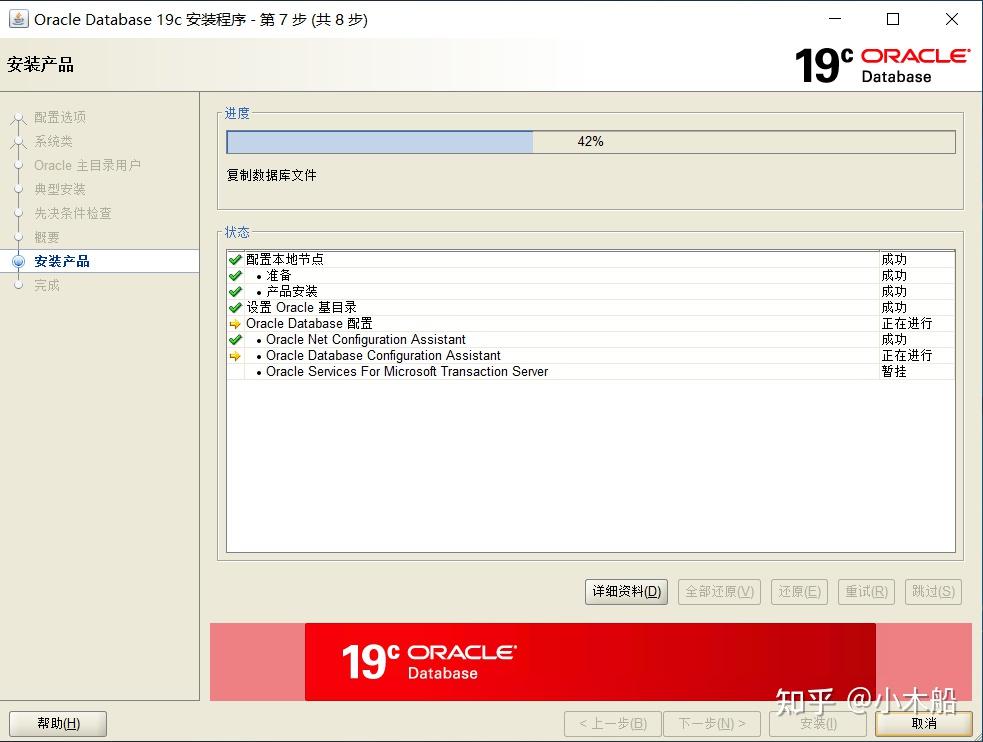 Oracle Database 19c 安装程序 - 第 7 步 (共 8 步)
安装产品
19c ORACLE
Database
配置选项
系统类
Oracle 主目录用户
典型安装
先决条件检查
概要
安装产品
完成
进度
42%
复制数据库文件
状态
配置本地节点 成功
• 准备 成功
• 产品安装 成功
设置 Oracle 基目录 成功
Oracle Database 配置 正在进行
• Oracle Net Configuration Assistant 成功
• Oracle Database Configuration Assistant 正在进行
• Oracle Services For Microsoft Transaction Server 暂挂
详细资料(D) 全部还原(V) 还原(E) 重试(R) 跳过(S)
19c ORACLE
Database
知乎 @小木船
帮助(H) < 上一步(B) 下一步(N) > 安装(I) 取消